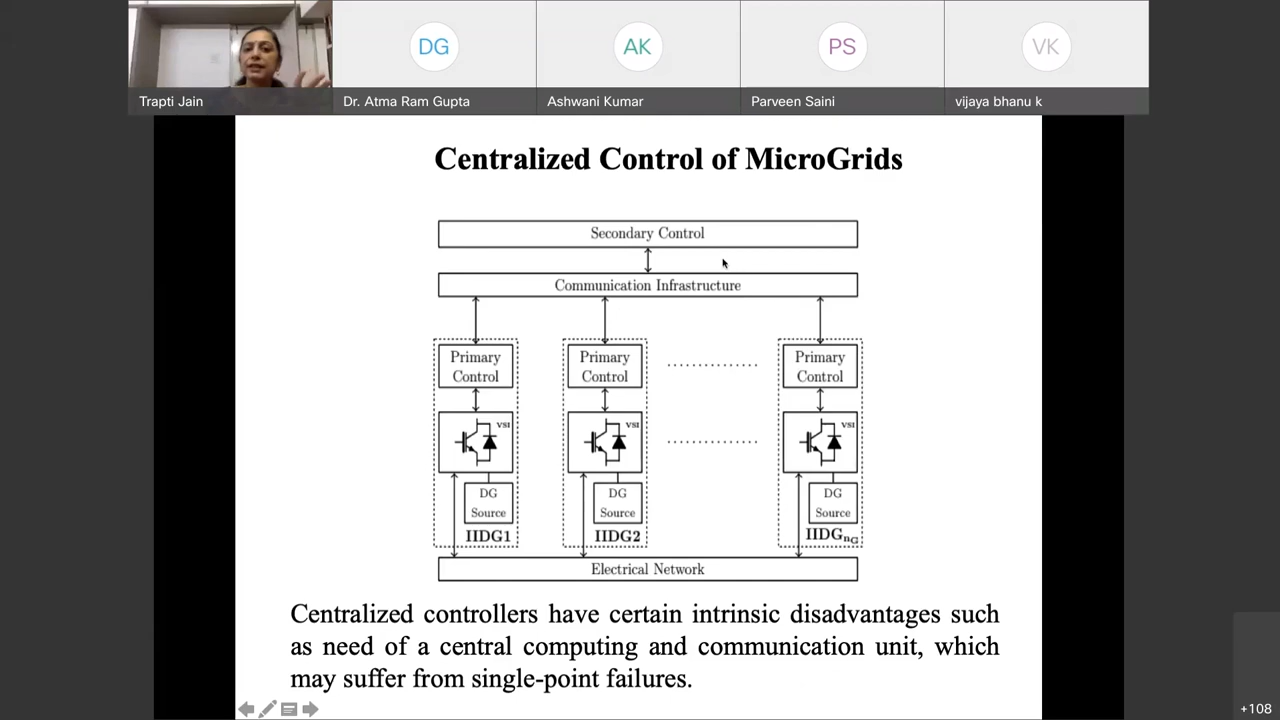 DG
AK
PS
VK
Trapti Jain
Dr. Atma Ram Gupta
Ashwani Kumar
Parveen Saini
vijaya bhanu k
Centralized Control of MicroGrids
Secondary Control
Communication Infrastructure
Primary Control
Primary Control
Primary Control
VSI
VSI
VSI
DG Source
DG Source
DG Source
IIDG1
IIDG2
IIDGnG
Electrical Network
Centralized controllers have certain intrinsic disadvantages such
as need of a central computing and communication unit, which
may suffer from single-point failures.
+108